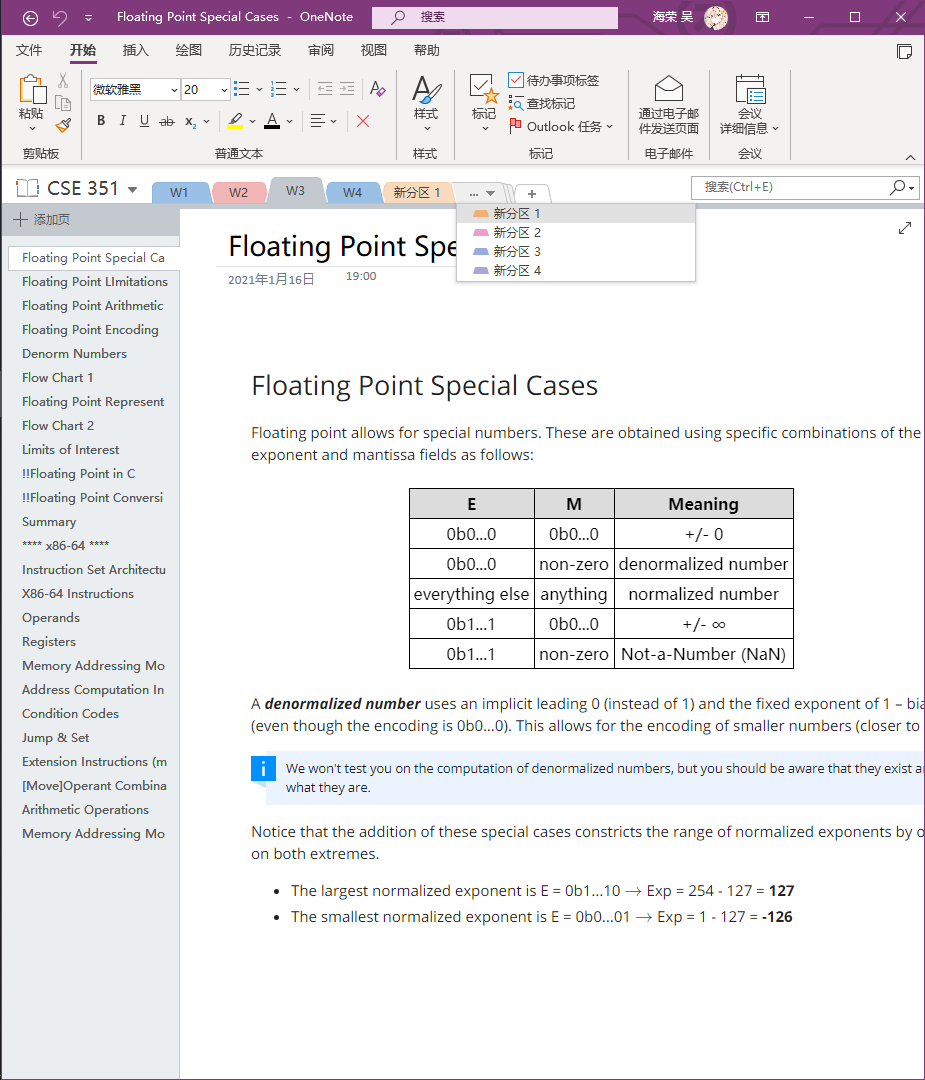 Floating Point Special Cases - OneNote
搜索
海荣 吴
文件 开始 插入 绘图 历史记录 审阅 视图 帮助
粘贴
剪贴板
微软雅黑 20
B I U ab x₂ A
普通文本
样式
样式
标记
待办事项标签
查找标记
Outlook 任务
标记
通过电子邮
件发送页面
电子邮件
会议
详细信息
会议
CSE 351
W1 W2 W3 W4 新分区 1 ... +
搜索(Ctrl+E)
新分区 1
新分区 2
新分区 3
新分区 4
添加页
Floating Point Special Ca
Floating Point LImitations
Floating Point Arithmetic
Floating Point Encoding
Denorm Numbers
Flow Chart 1
Floating Point Represent
Flow Chart 2
Limits of Interest
!!Floating Point in C
!!Floating Point Conversi
Summary
**** x86-64 ****
Instruction Set Architectu
X86-64 Instructions
Operands
Registers
Memory Addressing Mo
Address Computation In
Condition Codes
Jump & Set
Extension Instructions (m
[Move]Operant Combina
Arithmetic Operations
Memory Addressing Mo
Floating Point Spe
2021年1月16日 19:00
Floating Point Special Cases
Floating point allows for special numbers. These are obtained using specific combinations of the
exponent and mantissa fields as follows:
E M Meaning
0b0...0 0b0...0 +/- 0
0b0...0 non-zero denormalized number
everything else anything normalized number
0b1...1 0b0...0 +/- ∞
0b1...1 non-zero Not-a-Number (NaN)
A denormalized number uses an implicit leading 0 (instead of 1) and the fixed exponent of 1 – bia
(even though the encoding is 0b0...0). This allows for the encoding of smaller numbers (closer to
We won't test you on the computation of denormalized numbers, but you should be aware that they exist a
what they are.
Notice that the addition of these special cases constricts the range of normalized exponents by o
on both extremes.
• The largest normalized exponent is E = 0b1...10 → Exp = 254 - 127 = 127
• The smallest normalized exponent is E = 0b0...01 → Exp = 1 - 127 = -126